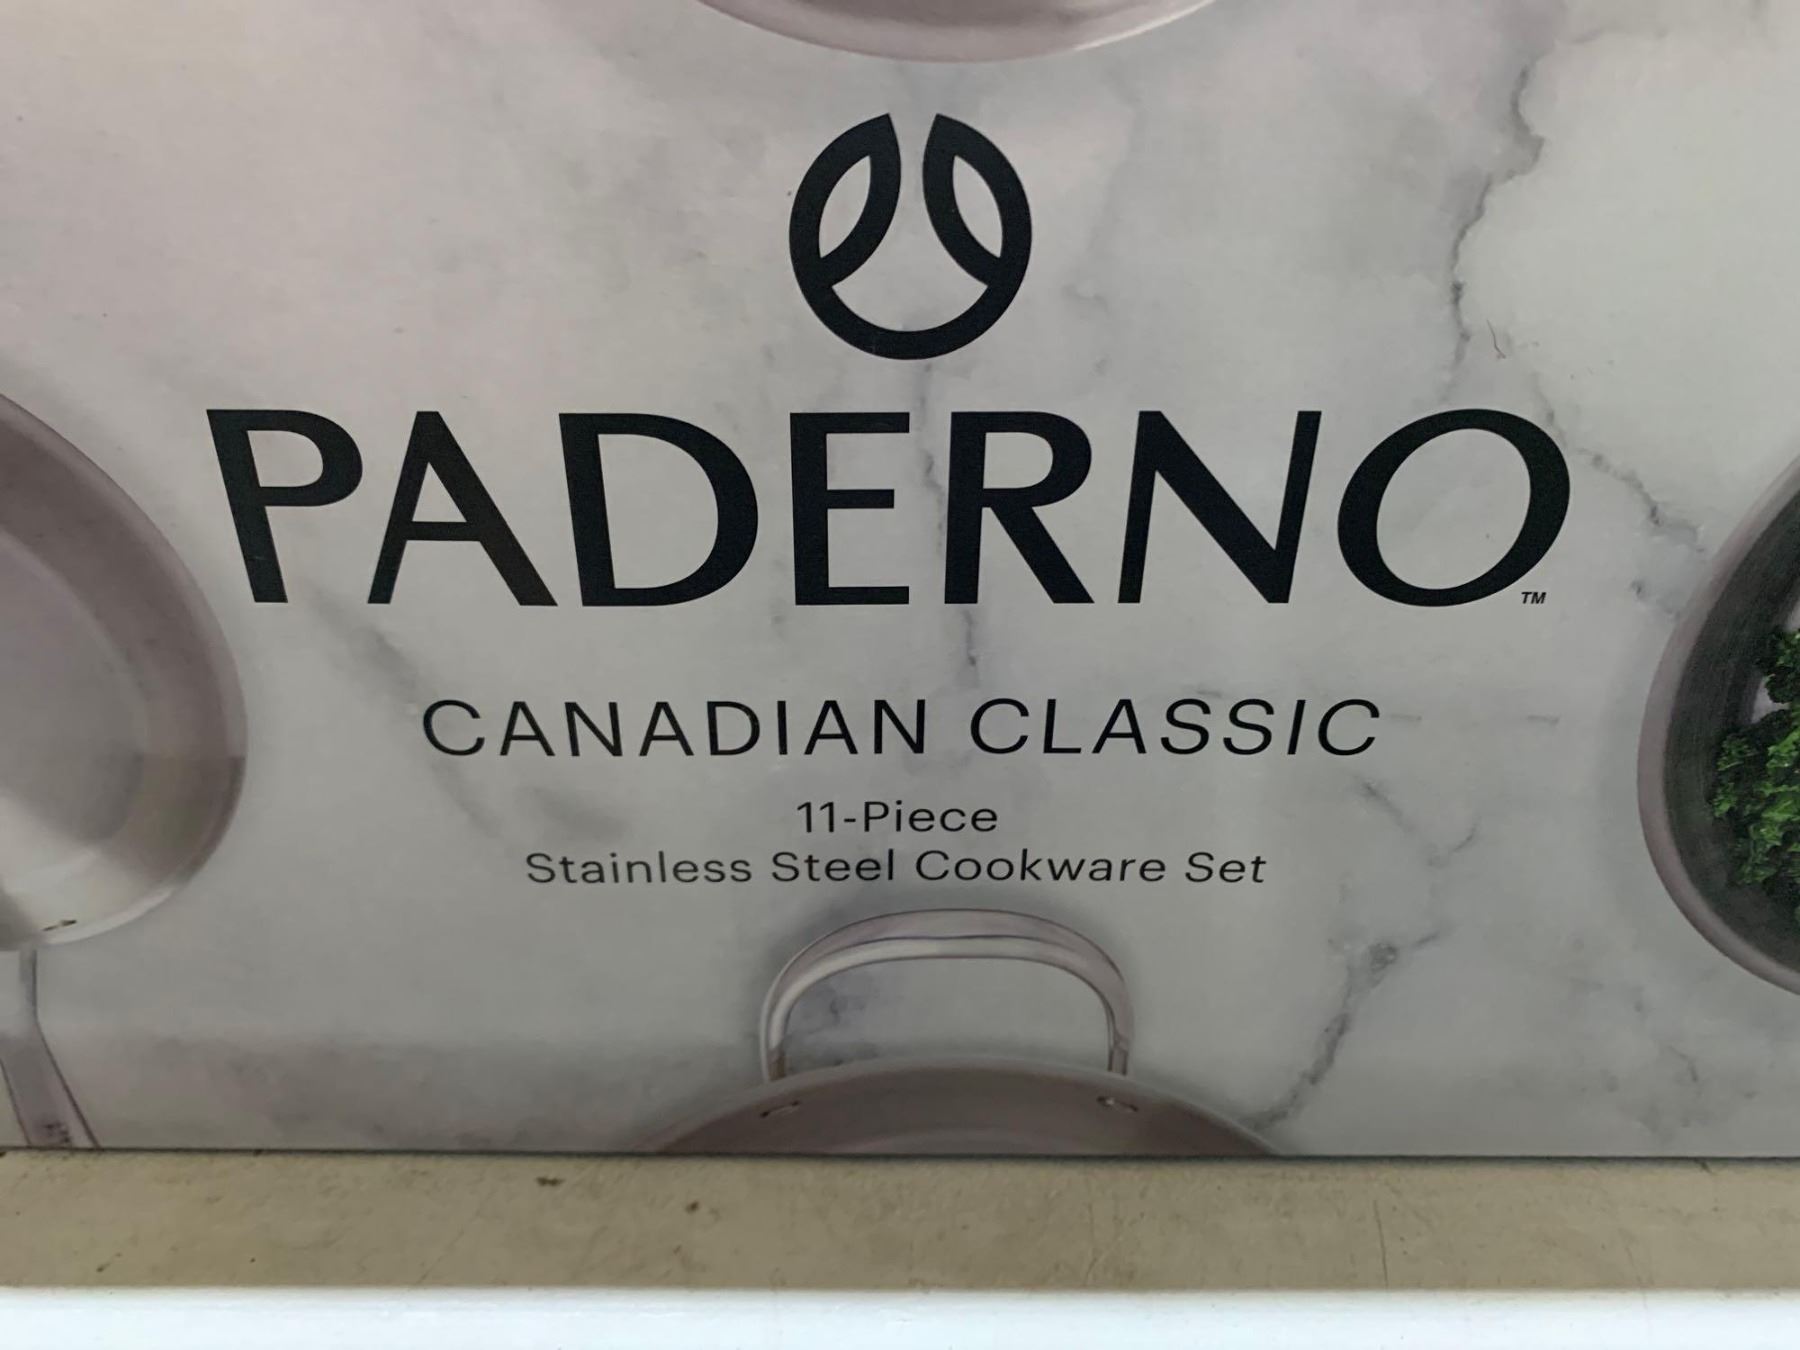 PADERNO™
CANADIAN CLASSIC
11-Piece
Stainless Steel Cookware Set